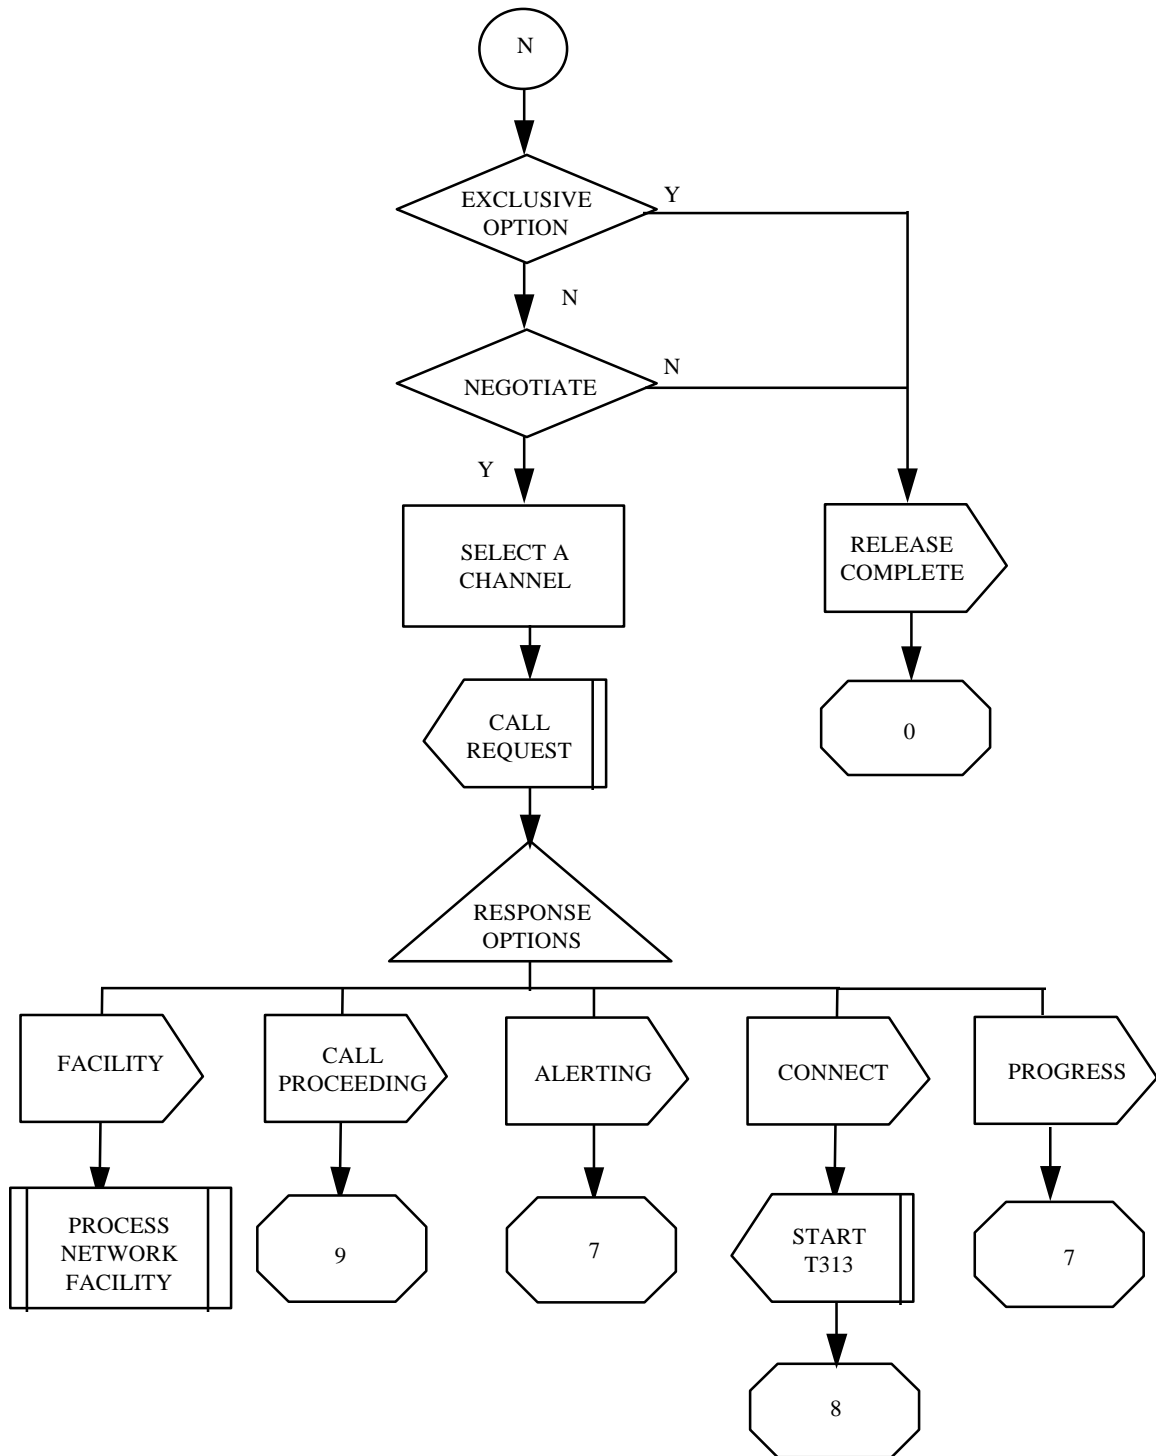 N
EXCLUSIVE
OPTION
Y
N
NEGOTIATE
N
Y
SELECT A
CHANNEL
RELEASE
COMPLETE
CALL
REQUEST
0
RESPONSE
OPTIONS
FACILITY
CALL
PROCEEDING
ALERTING
CONNECT
PROGRESS
PROCESS
NETWORK
FACILITY
9
7
START
T313
7
8